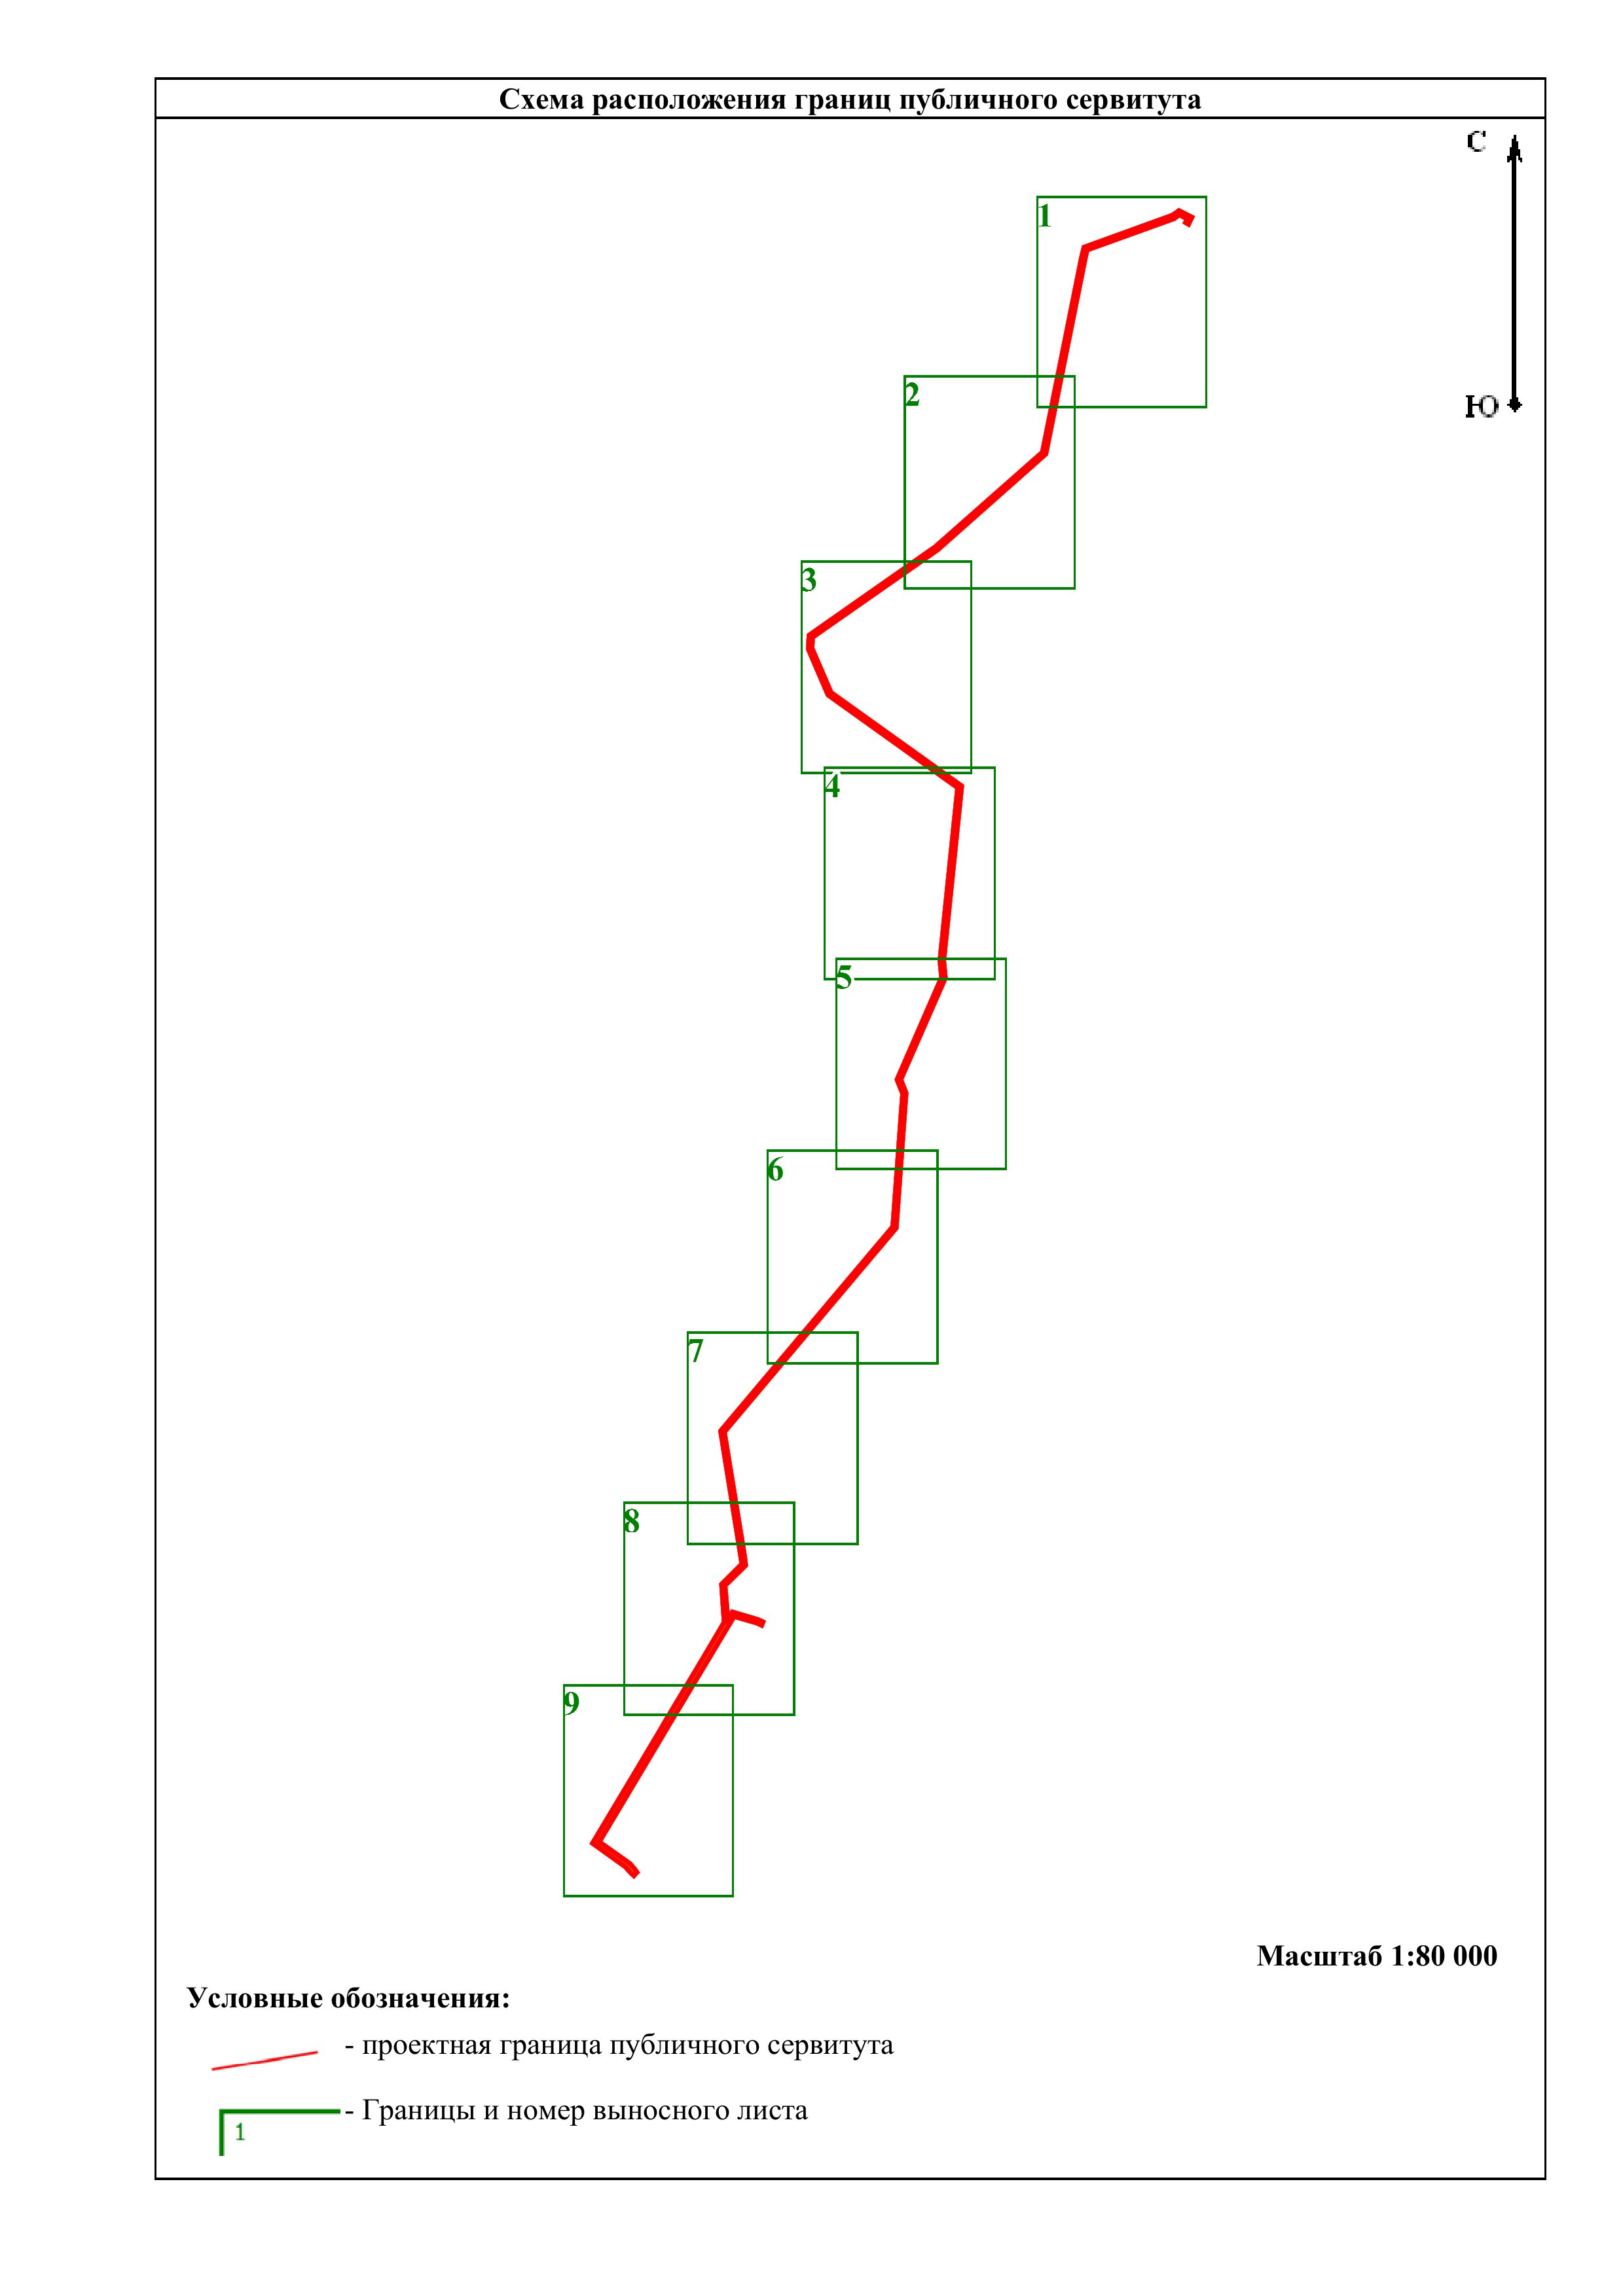 Схема расположения границ публичного сервитута
С
Ю
1
2
3
4
5
6
7
8
9
Масштаб 1:80 000
Условные обозначения:
- проектная граница публичного сервитута
- Границы и номер выносного листа
1